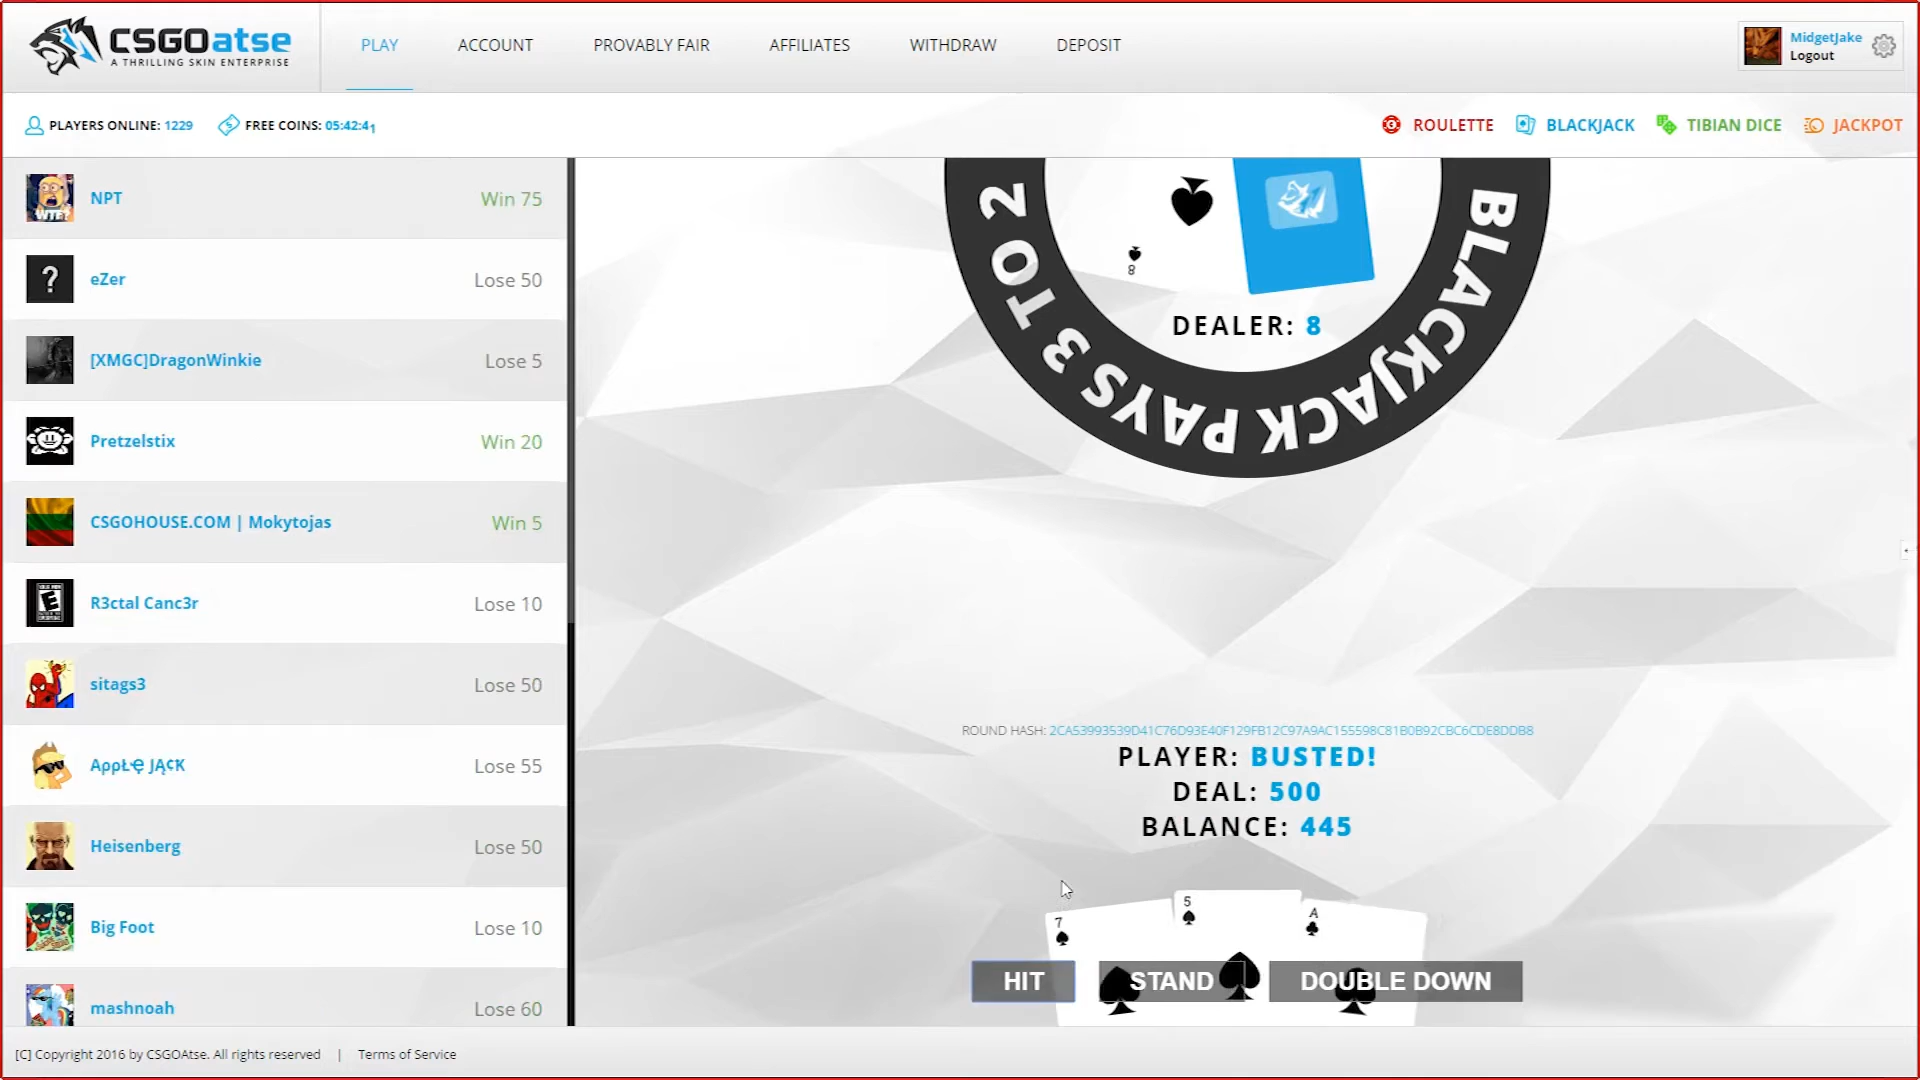 CSGOatse
A THRILLING SKIN ENTERPRISE
PLAY
ACCOUNT
PROVABLY FAIR
AFFILIATES
WITHDRAW
DEPOSIT
MidgetJake
Logout
PLAYERS ONLINE: 1229
FREE COINS: 05:42:41
ROULETTE
BLACKJACK
TIBIAN DICE
JACKPOT
NPT Win 75
eZer Lose 50
[XMGC]DragonWinkie Lose 5
Pretzelstix Win 20
CSGOHOUSE.COM | Mokytojas Win 5
R3ctal Canc3r Lose 10
sitags3 Lose 50
Lose 55
Heisenberg Lose 50
Big Foot Lose 10
mashnoah Lose 60
WTF?
?
E
8
DEALER: 8
BLACKJACK PAYS 3 TO 2
ROUND HASH: 2CA53993539D41C76D93E40F129FB12C97A9AC155598C81B0B92CBC6CDE8DDB8
PLAYER: BUSTED!
DEAL: 500
BALANCE: 445
7
5
A
HIT
STAND
DOUBLE DOWN
[C] Copyright 2016 by CSGOAtse. All rights reserved | Terms of Service